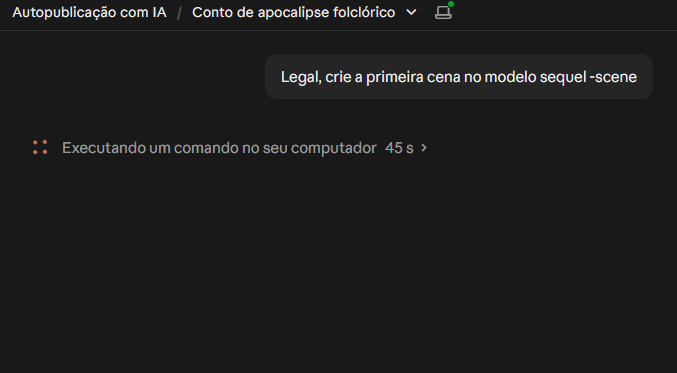 Autopublicação com IA / Conto de apocalipse folclórico
Legal, crie a primeira cena no modelo sequel -scene
Executando um comando no seu computador 45 s